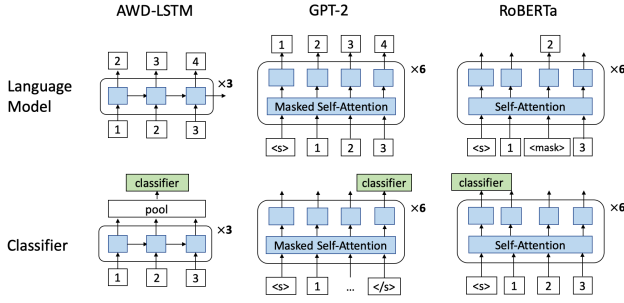 AWD-LSTM GPT-2 RoBERTa
2 3 4 1 2 3 4 2
Language Model
×3 ×6 ×6
Masked Self-Attention Self-Attention
1 2 3 <s> 1 2 3 <s> 1 <mask> 3
classifier classifier classifier
pool
Classifier
×3 ×6 ×6
Masked Self-Attention Self-Attention
1 2 3 <s> 1 ... </s> <s> 1 2 3